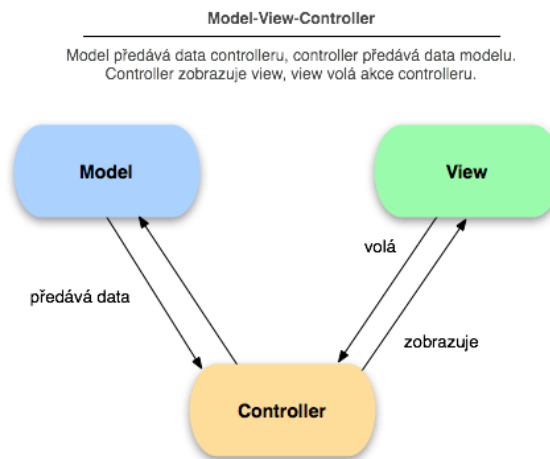 Model-View-Controller
Model předává data controlleru, controller předává data modelu.
Controller zobrazuje view, view volá akce controlleru.
Model
View
volá
předává data
zobrazuje
Controller